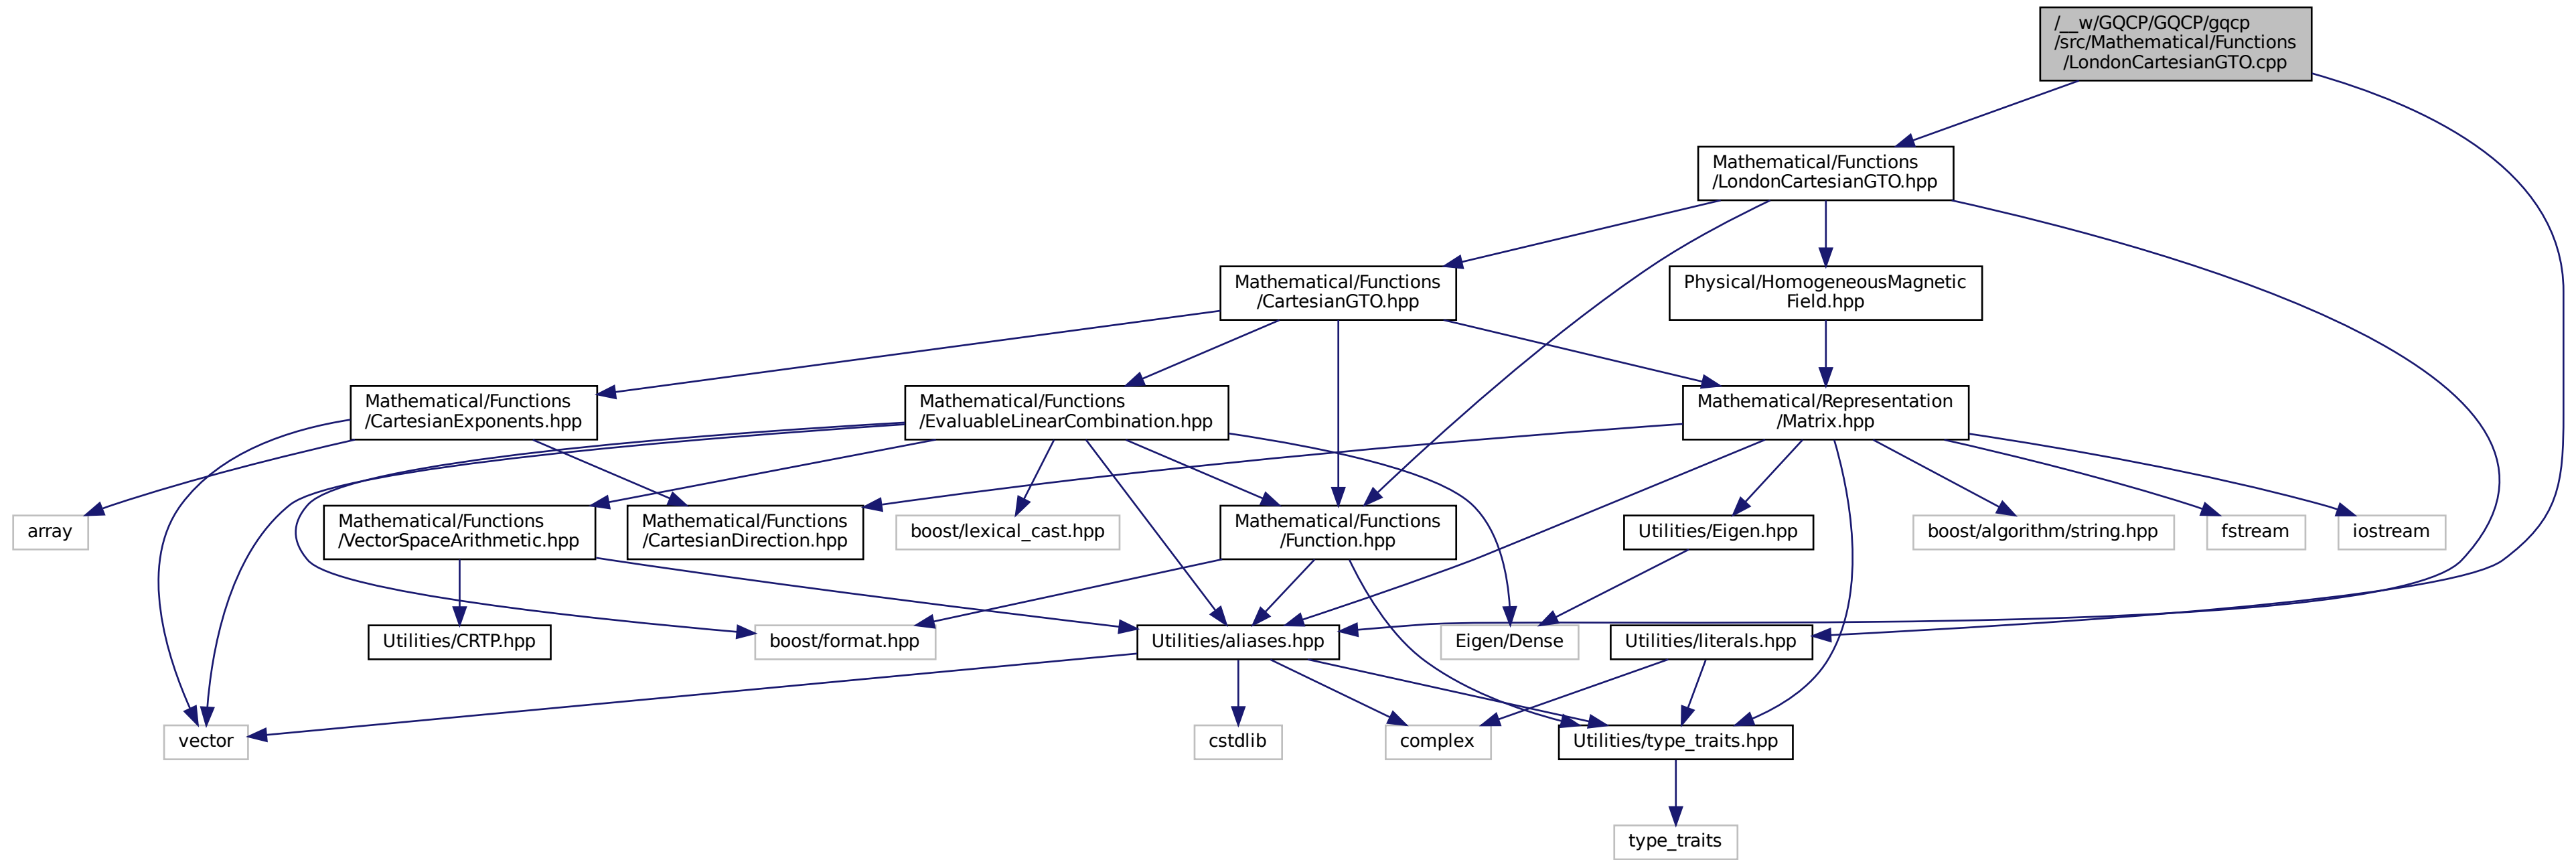 /__w/GQCP/GQCP/gqcp
/src/Mathematical/Functions
/LondonCartesianGTO.cpp
Mathematical/Functions
/LondonCartesianGTO.hpp
Mathematical/Functions
/CartesianGTO.hpp
Physical/HomogeneousMagnetic
Field.hpp
Mathematical/Functions
/CartesianExponents.hpp
Mathematical/Functions
/EvaluableLinearCombination.hpp
Mathematical/Representation
/Matrix.hpp
array
Mathematical/Functions
/VectorSpaceArithmetic.hpp
Mathematical/Functions
/CartesianDirection.hpp
boost/lexical_cast.hpp
Mathematical/Functions
/Function.hpp
Utilities/Eigen.hpp
boost/algorithm/string.hpp
fstream
iostream
Utilities/CRTP.hpp
boost/format.hpp
Utilities/aliases.hpp
Eigen/Dense
Utilities/literals.hpp
vector
cstdlib
complex
Utilities/type_traits.hpp
type_traits